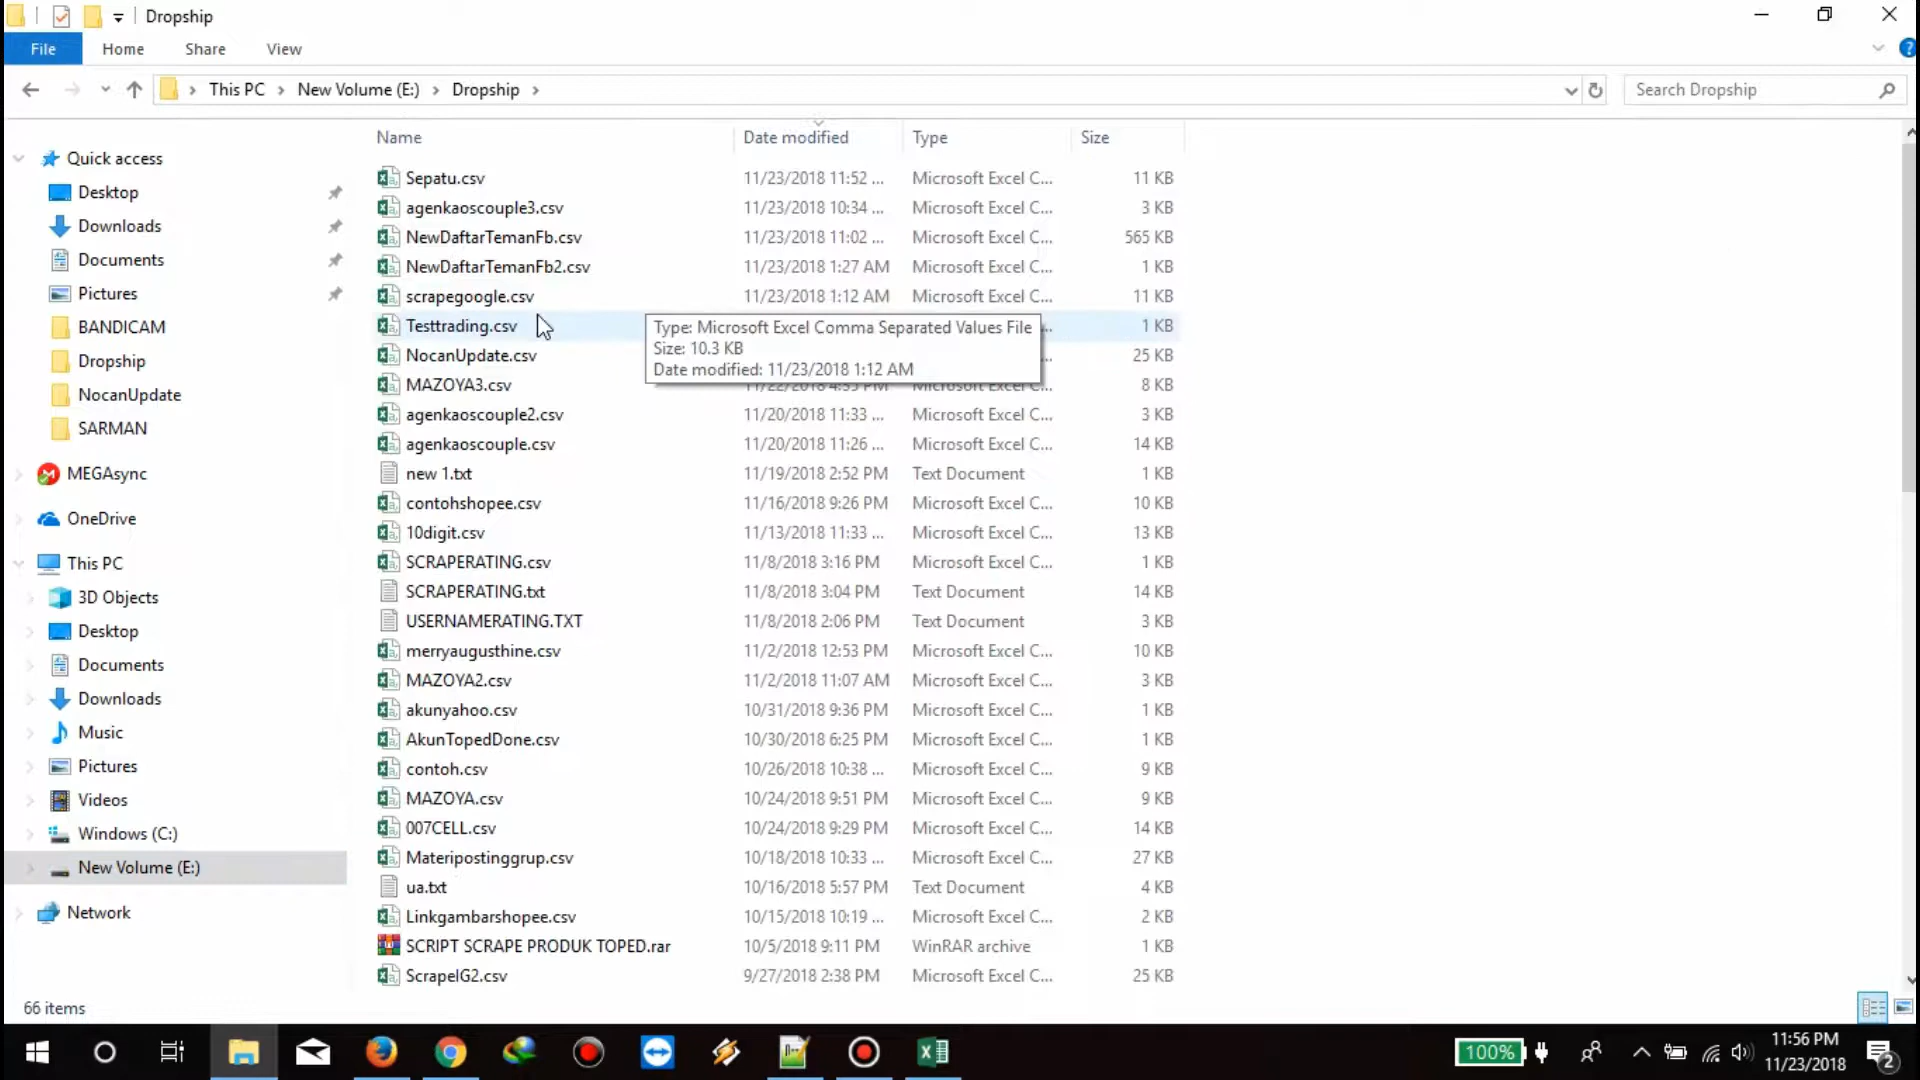 Dropship
File Home Share View
This PC New Volume (E:) Dropship Search Dropship
Name Date modified Type Size
Quick access
Desktop
Downloads
Documents
Pictures
BANDICAM
Dropship
NocanUpdate
SARMAN
MEGAsync
OneDrive
This PC
3D Objects
Desktop
Documents
Downloads
Music
Pictures
Videos
Windows (C:)
New Volume (E:)
Network
Sepatu.csv 11/23/2018 11:52 ... Microsoft Excel C... 11 KB
agenkaoscouple3.csv 11/23/2018 10:34 ... Microsoft Excel C... 3 KB
NewDaftarTemanFb.csv 11/23/2018 11:02 ... Microsoft Excel C... 565 KB
NewDaftarTemanFb2.csv 11/23/2018 1:27 AM Microsoft Excel C... 1 KB
scrapegoogle.csv 11/23/2018 1:12 AM Microsoft Excel C... 11 KB
Testtrading.csv 1 KB
NocanUpdate.csv 25 KB
Type: Microsoft Excel Comma Separated Values File
Size: 10.3 KB
Date modified: 11/23/2018 1:12 AM
MAZOYA3.csv 11/22/2018 4:55 PM Microsoft Excel C... 8 KB
agenkaoscouple2.csv 11/20/2018 11:33 ... Microsoft Excel C... 3 KB
agenkaoscouple.csv 11/20/2018 11:26 ... Microsoft Excel C... 14 KB
new 1.txt 11/19/2018 2:52 PM Text Document 1 KB
contohshopee.csv 11/16/2018 9:26 PM Microsoft Excel C... 10 KB
10digit.csv 11/13/2018 11:33 ... Microsoft Excel C... 13 KB
SCRAPERATING.csv 11/8/2018 3:16 PM Microsoft Excel C... 1 KB
SCRAPERATING.txt 11/8/2018 3:04 PM Text Document 14 KB
USERNAMERATING.TXT 11/8/2018 2:06 PM Text Document 3 KB
merryaugusthine.csv 11/2/2018 12:53 PM Microsoft Excel C... 10 KB
MAZOYA2.csv 11/2/2018 11:07 AM Microsoft Excel C... 3 KB
akunyahoo.csv 10/31/2018 9:36 PM Microsoft Excel C... 1 KB
AkunTopedDone.csv 10/30/2018 6:25 PM Microsoft Excel C... 1 KB
contoh.csv 10/26/2018 10:38 ... Microsoft Excel C... 9 KB
MAZOYA.csv 10/24/2018 9:51 PM Microsoft Excel C... 9 KB
007CELL.csv 10/24/2018 9:29 PM Microsoft Excel C... 14 KB
Materipostinggrup.csv 10/18/2018 10:33 ... Microsoft Excel C... 27 KB
ua.txt 10/16/2018 5:57 PM Text Document 4 KB
Linkgambarshopee.csv 10/15/2018 10:19 ... Microsoft Excel C... 2 KB
SCRIPT SCRAPE PRODUK TOPED.rar 10/5/2018 9:11 PM WinRAR archive 1 KB
ScrapeIG2.csv 9/27/2018 2:38 PM Microsoft Excel C... 25 KB
66 items
100% 11:56 PM
11/23/2018
2